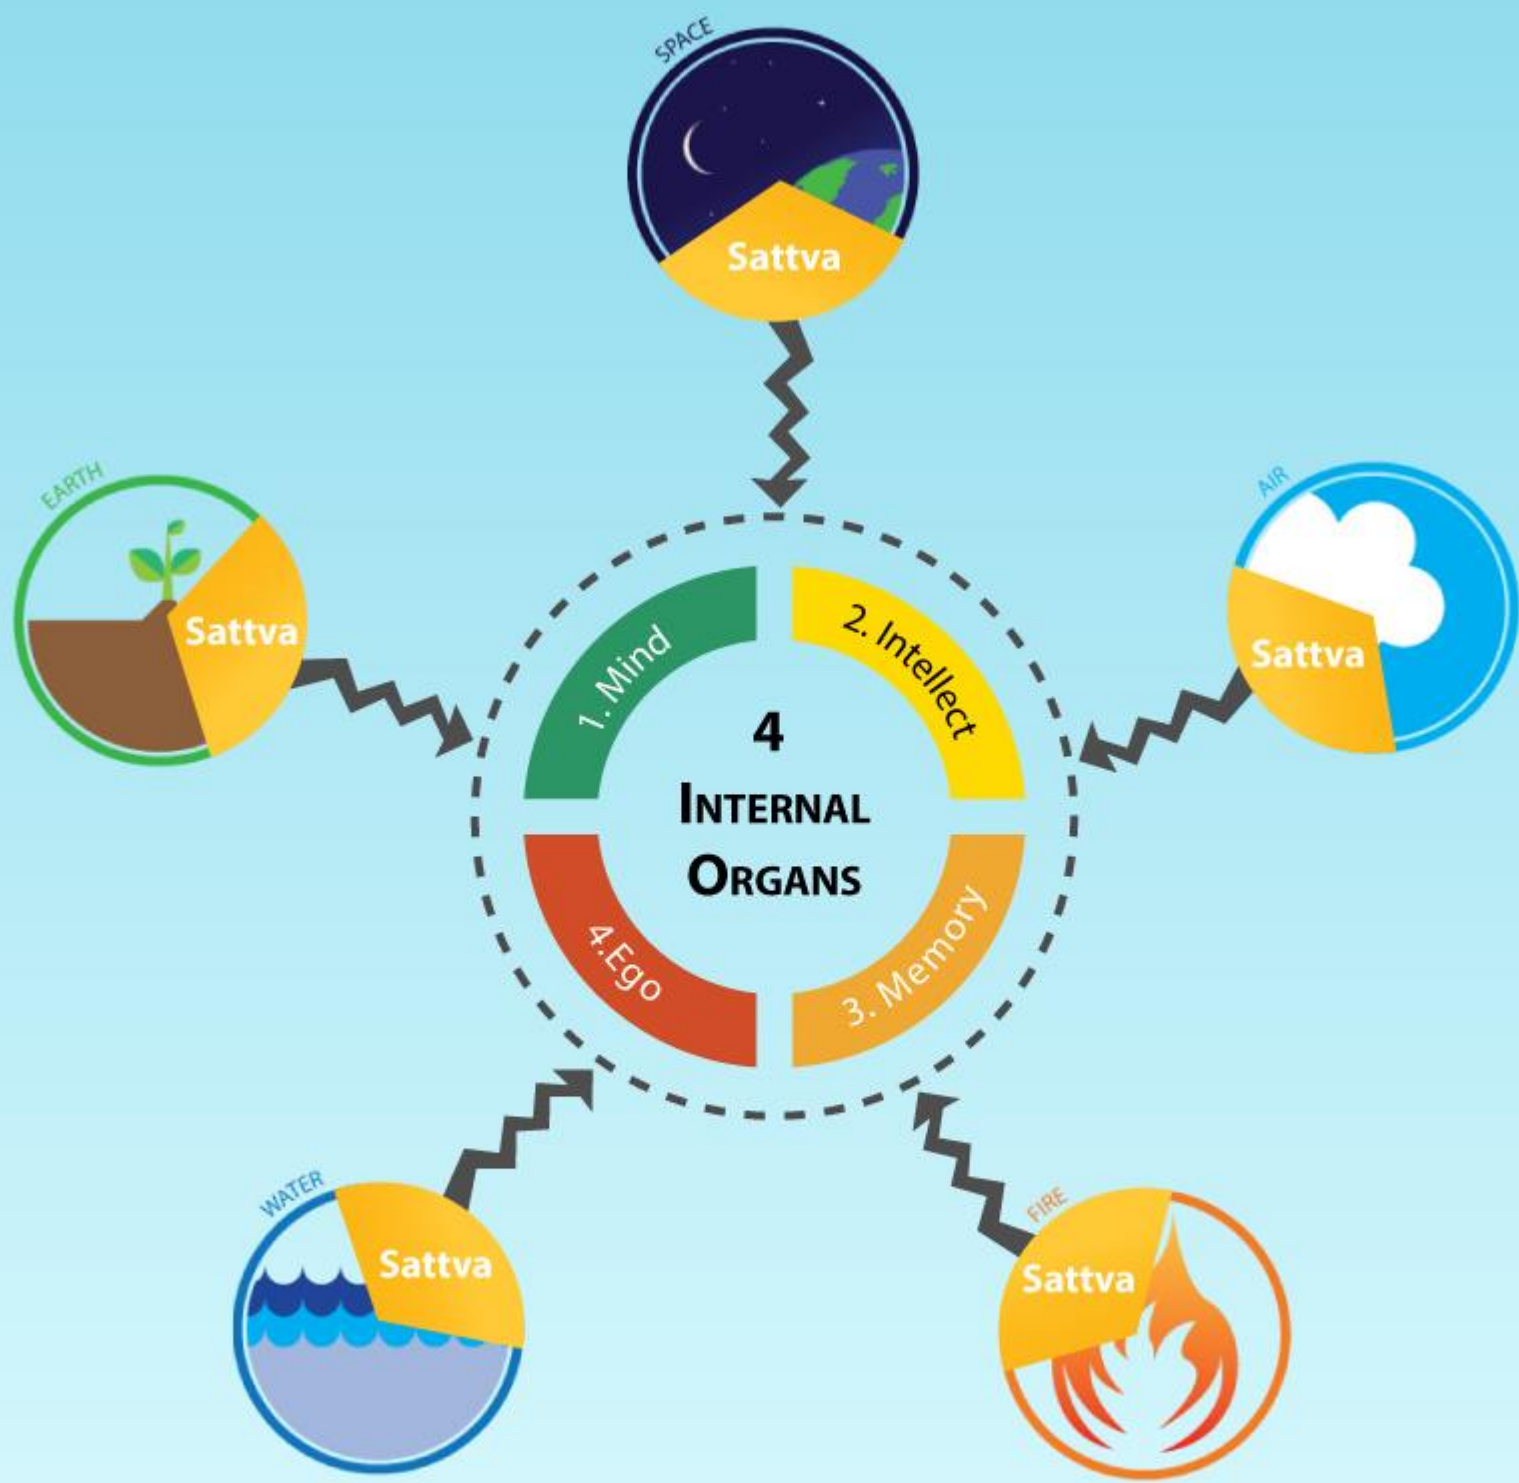 SPACE
Sattva
EARTH
Sattva
AIR
Sattva
1. Mind
2. Intellect
4
INTERNAL
ORGANS
4.Ego
3. Memory
WATER
Sattva
FIRE
Sattva